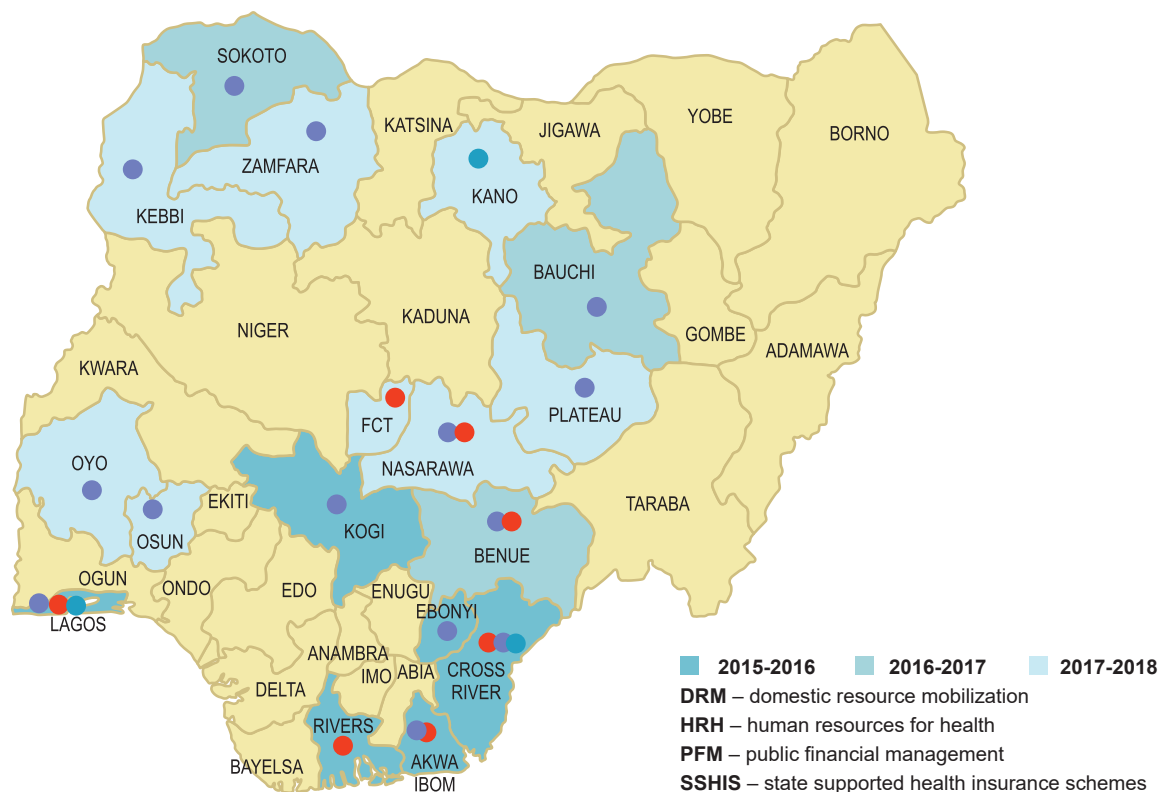 SOKOTO
KATSINA
JIGAWA
YOBE
BORNO
ZAMFARA
KANO
KEBBI
BAUCHI
NIGER
KADUNA
GOMBE
ADAMAWA
KWARA
FCT
PLATEAU
OYO
NASARAWA
EKITI
TARABA
OSUN
KOGI
BENUE
OGUN
ONDO
EDO
ENUGU
EBONYI
LAGOS
ANAMBRA
IMO
ABIA
CROSS
RIVER
DELTA
RIVERS
BAYELSA
AKWA
IBOM
2015-2016 2016-2017 2017-2018
DRM – domestic resource mobilization
HRH – human resources for health
PFM – public financial management
SSHIS – state supported health insurance schemes